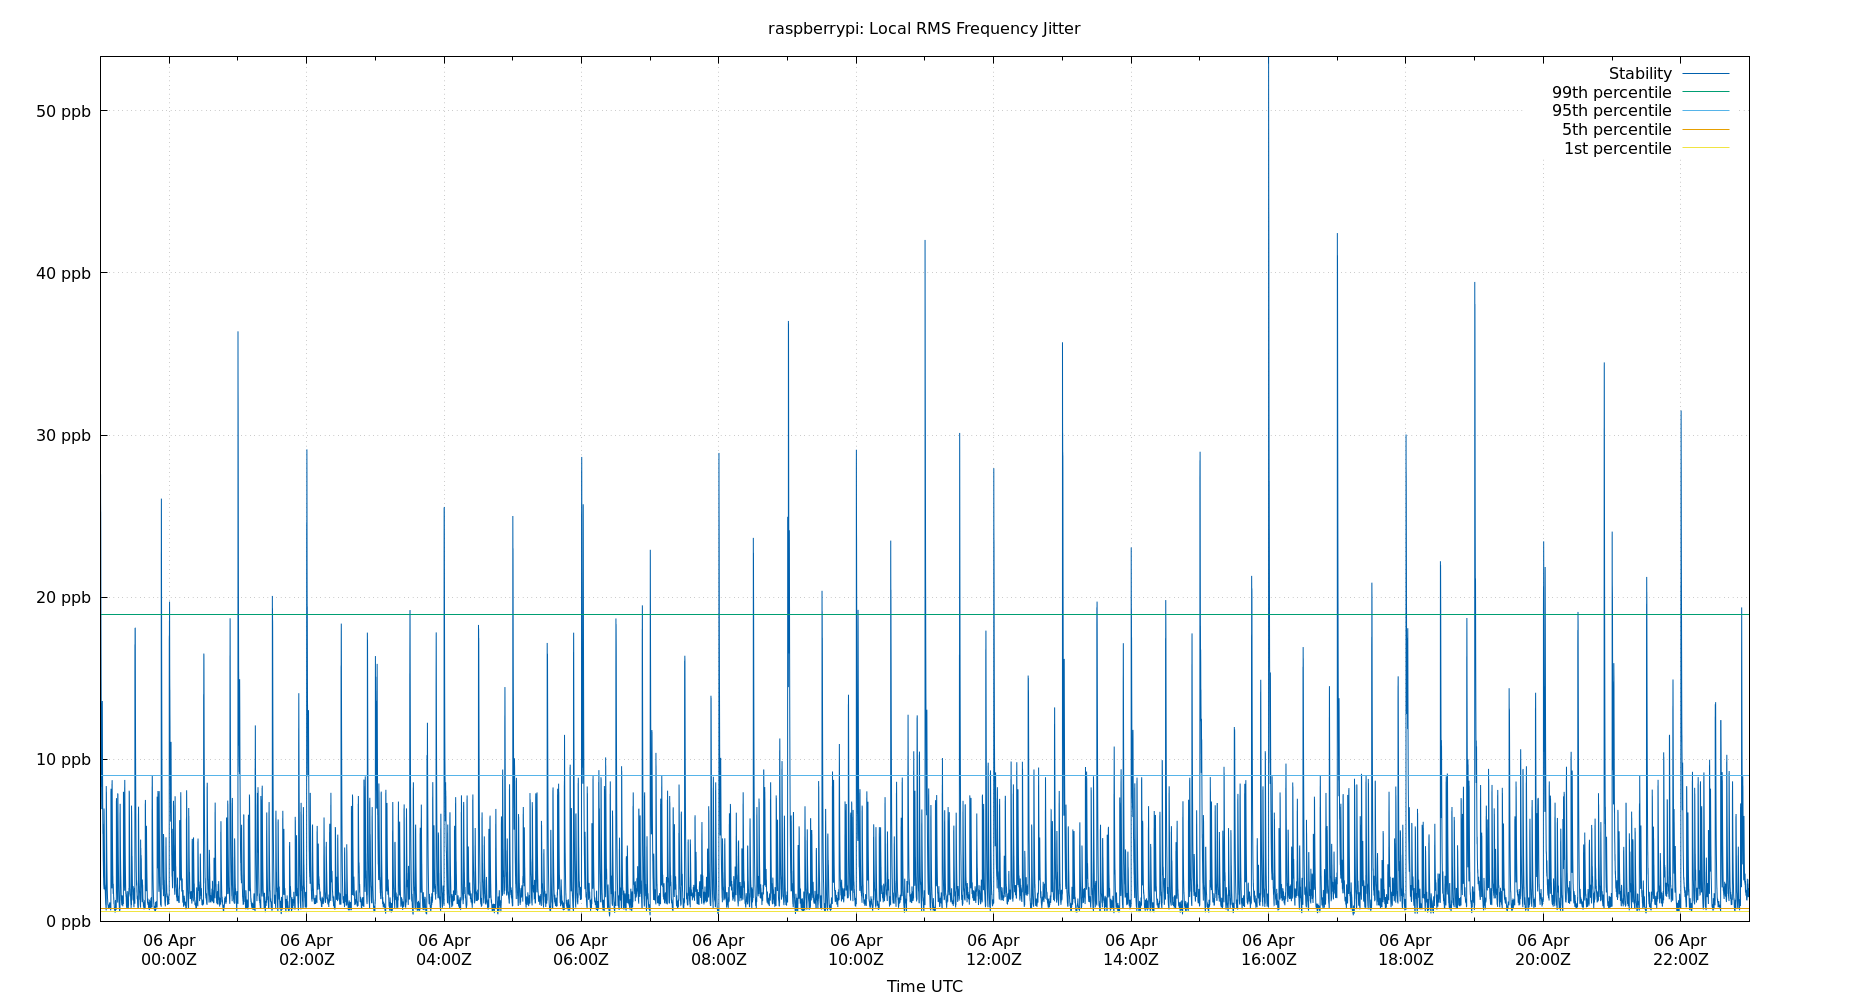 raspberrypi: Local RMS Frequency Jitter
Stability
99th percentile
95th percentile
5th percentile
1st percentile
50 ppb
40 ppb
30 ppb
20 ppb
10 ppb
0 ppb
06 Apr 06 Apr 06 Apr 06 Apr 06 Apr 06 Apr 06 Apr 06 Apr 06 Apr 06 Apr 06 Apr 06 Apr
00:00Z 02:00Z 04:00Z 06:00Z 08:00Z 10:00Z 12:00Z 14:00Z 16:00Z 18:00Z 20:00Z 22:00Z
Time UTC